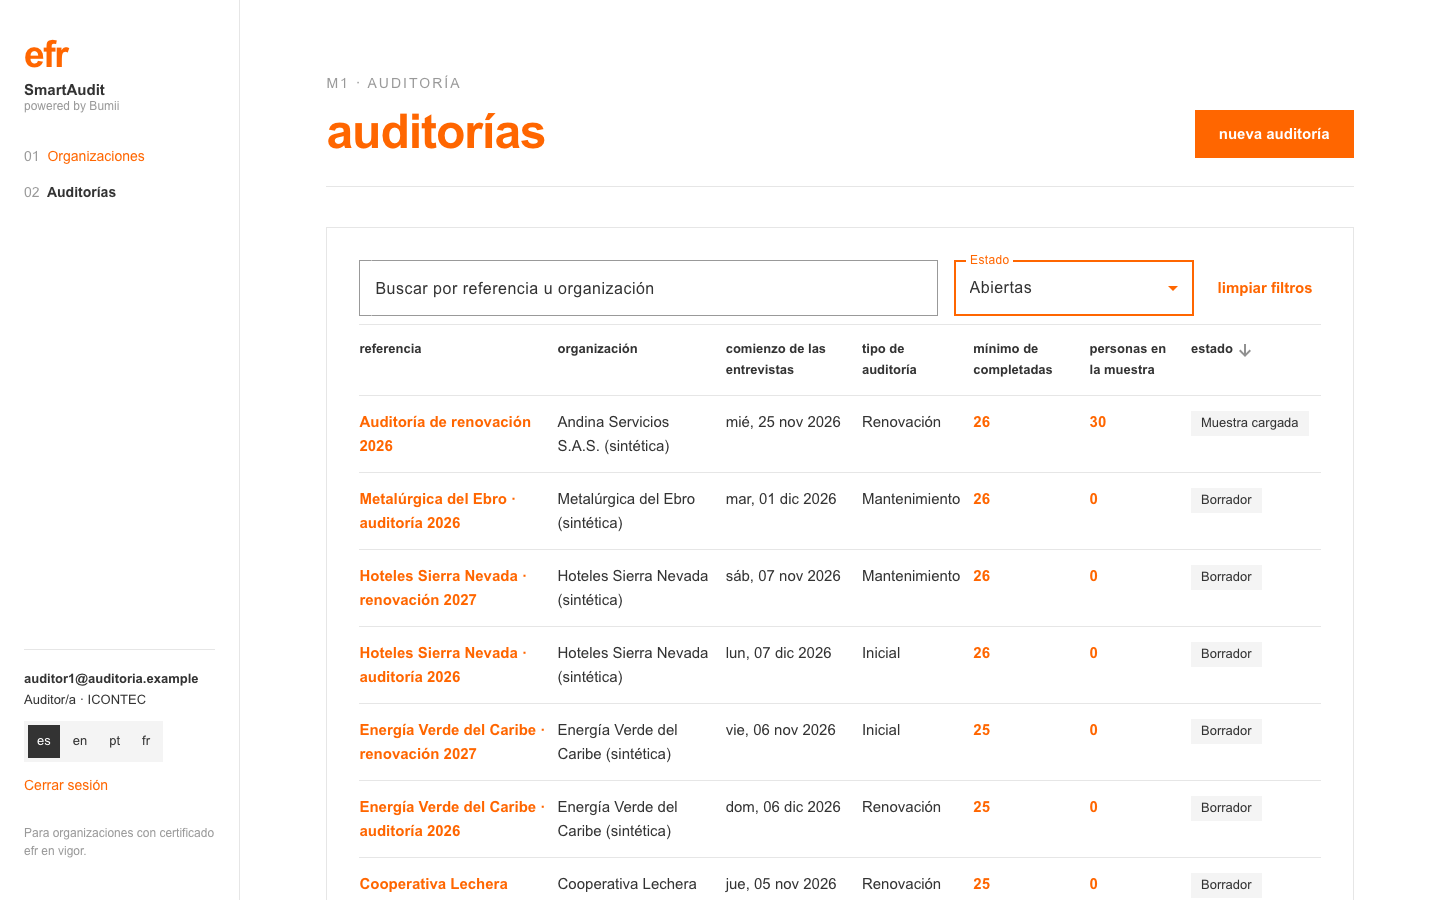 efr
SmartAudit
powered by Bumii
01 Organizaciones
02 Auditorías
auditor1@auditoria.example
Auditor/a · ICONTEC
es en pt fr
Cerrar sesión
Para organizaciones con certificado
efr en vigor.
M1 · AUDITORÍA
auditorías
nueva auditoría
Buscar por referencia u organización
Estado
Abiertas
limpiar filtros
referencia organización comienzo de las tipo de mínimo de personas en estado
entrevistas auditoría completadas la muestra
Auditoría de renovación Andina Servicios mié, 25 nov 2026 Renovación 26 30 Muestra cargada
2026 S.A.S. (sintética)
Metalúrgica del Ebro · Metalúrgica del Ebro mar, 01 dic 2026 Mantenimiento 26 0 Borrador
auditoría 2026 (sintética)
Hoteles Sierra Nevada · Hoteles Sierra Nevada sáb, 07 nov 2026 Mantenimiento 26 0 Borrador
renovación 2027 (sintética)
Hoteles Sierra Nevada · Hoteles Sierra Nevada lun, 07 dic 2026 Inicial 26 0 Borrador
auditoría 2026 (sintética)
Energía Verde del Caribe · Energía Verde del vie, 06 nov 2026 Inicial 25 0 Borrador
renovación 2027 Caribe (sintética)
Energía Verde del Caribe · Energía Verde del dom, 06 dic 2026 Renovación 25 0 Borrador
auditoría 2026 Caribe (sintética)
Cooperativa Lechera Cooperativa Lechera jue, 05 nov 2026 Renovación 25 0 Borrador